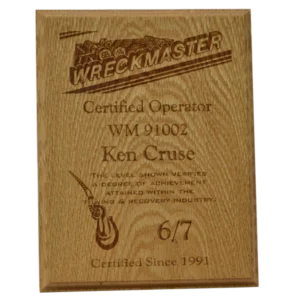 WRECKMASTER
Certified Operator
WM 91002
Ken Cruse
THE LEVEL SHOWN VERIFIES
A DEGREE OF ACHIEVEMENT
ATTAINED WITHIN THE
TOWING & RECOVERY INDUSTRY.
6/7
Certified Since 1991